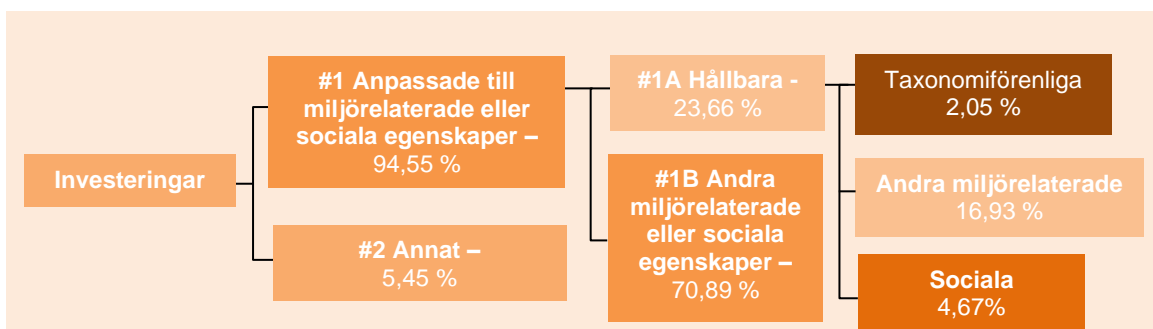 Investeringar
#1 Anpassade till
miljörelaterade eller
sociala egenskaper –
94,55 %
#2 Annat –
5,45 %
#1A Hållbara -
23,66 %
#1B Andra
miljörelaterade
eller sociala
egenskaper –
70,89 %
Taxonomiförenliga
2,05 %
Andra miljörelaterade
16,93 %
Sociala
4,67%